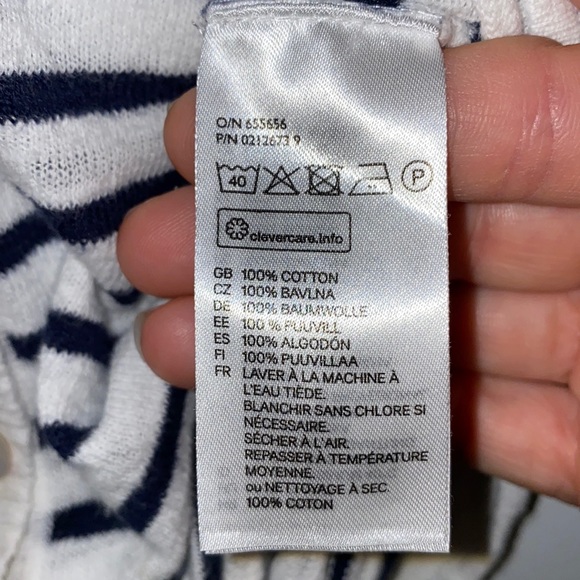 O/N 655656
P/N 0212673 9
40 P
clevercare.info
GB 100% COTTON
CZ 100% BAVLNA
DE 100% BAUMWOLLE
EE 100 % PUUVILL
ES 100% ALGODÓN
FI 100% PUUVILLAA
FR LAVER À LA MACHINE À
L'EAU TIÈDE.
BLANCHIR SANS CHLORE SI
NÉCESSAIRE.
SÉCHER À L'AIR.
REPASSER À TEMPÉRATURE
MOYENNE.
ou NETTOYAGE À SEC.
100% COTON